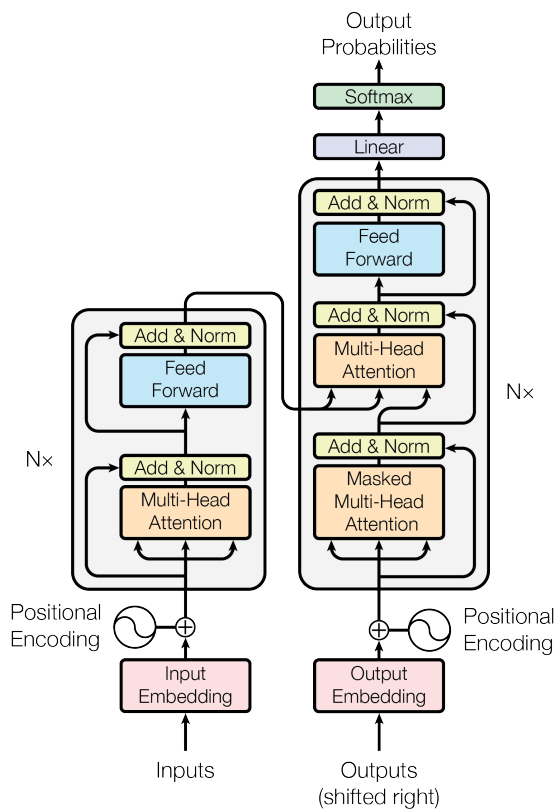 Output
Probabilities
Softmax
Linear
Add & Norm
Feed
Forward
Add & Norm
Multi-Head
Attention
Add & Norm
Masked
Multi-Head
Attention
N×
Add & Norm
Feed
Forward
Add & Norm
Multi-Head
Attention
N×
Positional
Encoding
Positional
Encoding
Input
Embedding
Output
Embedding
Inputs
Outputs
(shifted right)